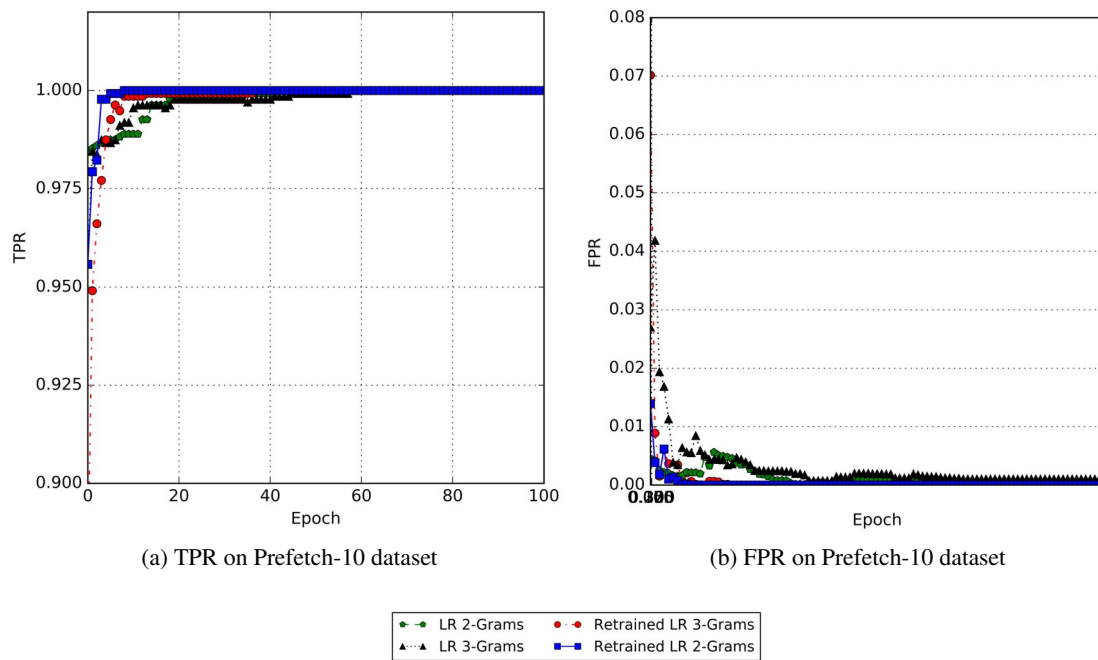 TPR
1.000
0.975
0.950
0.925
0.900
0 20 40 60 80 100
Epoch
(a) TPR on Prefetch-10 dataset
FPR
0.08
0.07
0.06
0.05
0.04
0.03
0.02
0.01
0.00
Epoch
(b) FPR on Prefetch-10 dataset
LR 2-Grams
LR 3-Grams
Retrained LR 3-Grams
Retrained LR 2-Grams